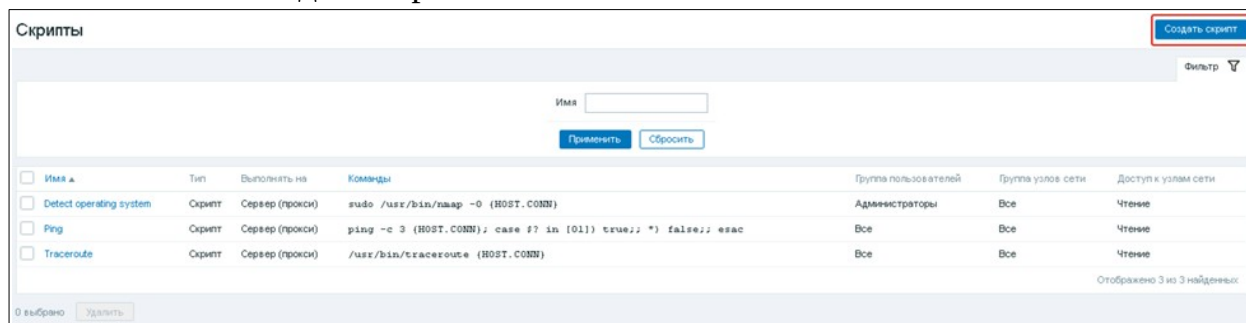 Скрипты
Создать скрипт
Фильтр
Имя
Применить Сбросить
Имя Тип Выполнять на Команды Группа пользователей Группа узлов сети Доступ к узлам сети
Detect operating system Скрипт Сервер (прокси) sudo /usr/bin/nmap -O {HOST.CONN} Администраторы Все Чтение
Ping Скрипт Сервер (прокси) ping -c 3 {HOST.CONN}; case $? in [01]) true;; *) false;; esac Все Все Чтение
Traceroute Скрипт Сервер (прокси) /usr/bin/traceroute {HOST.CONN} Все Все Чтение
Отображено 3 из 3 найденных
0 выбрано Удалить